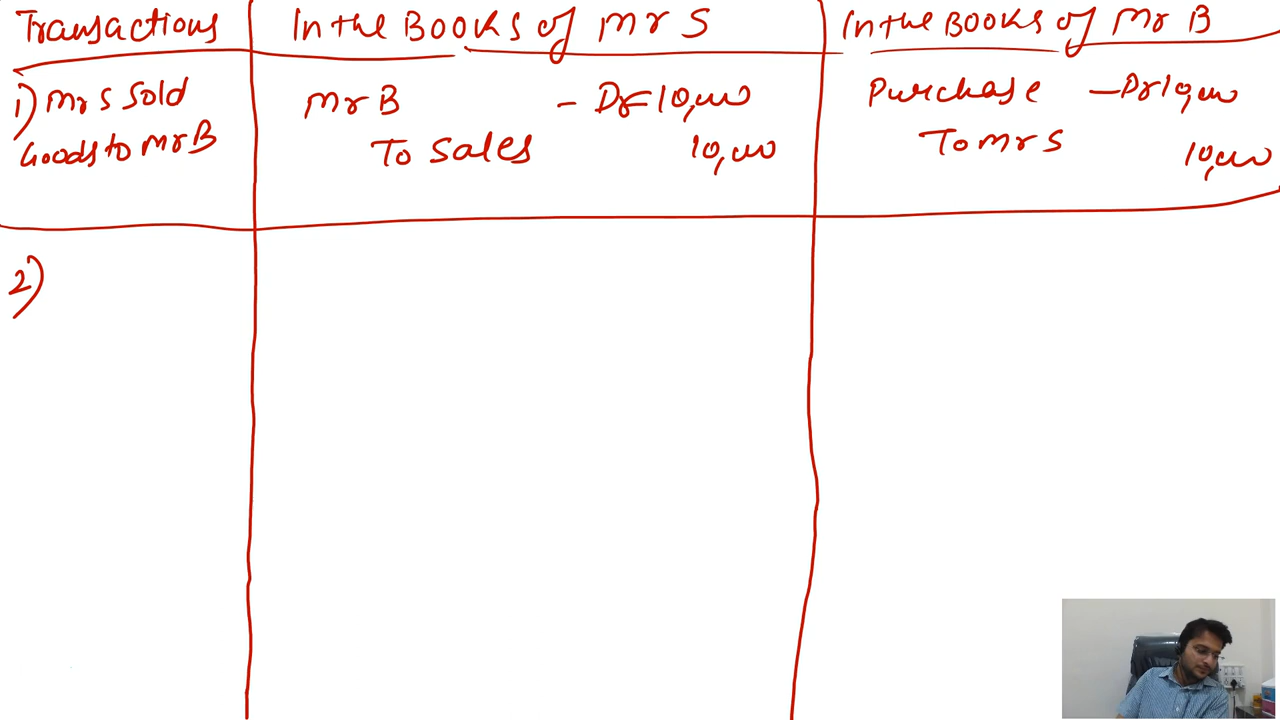 Transactions
In the Books of Mr S
In the Books of Mr B
1) Mr S Sold
Goods to Mr B
Mr B - Dr 10,000
To Sales 10,000
Purchase - Dr 10,000
To Mr S 10,000
2)